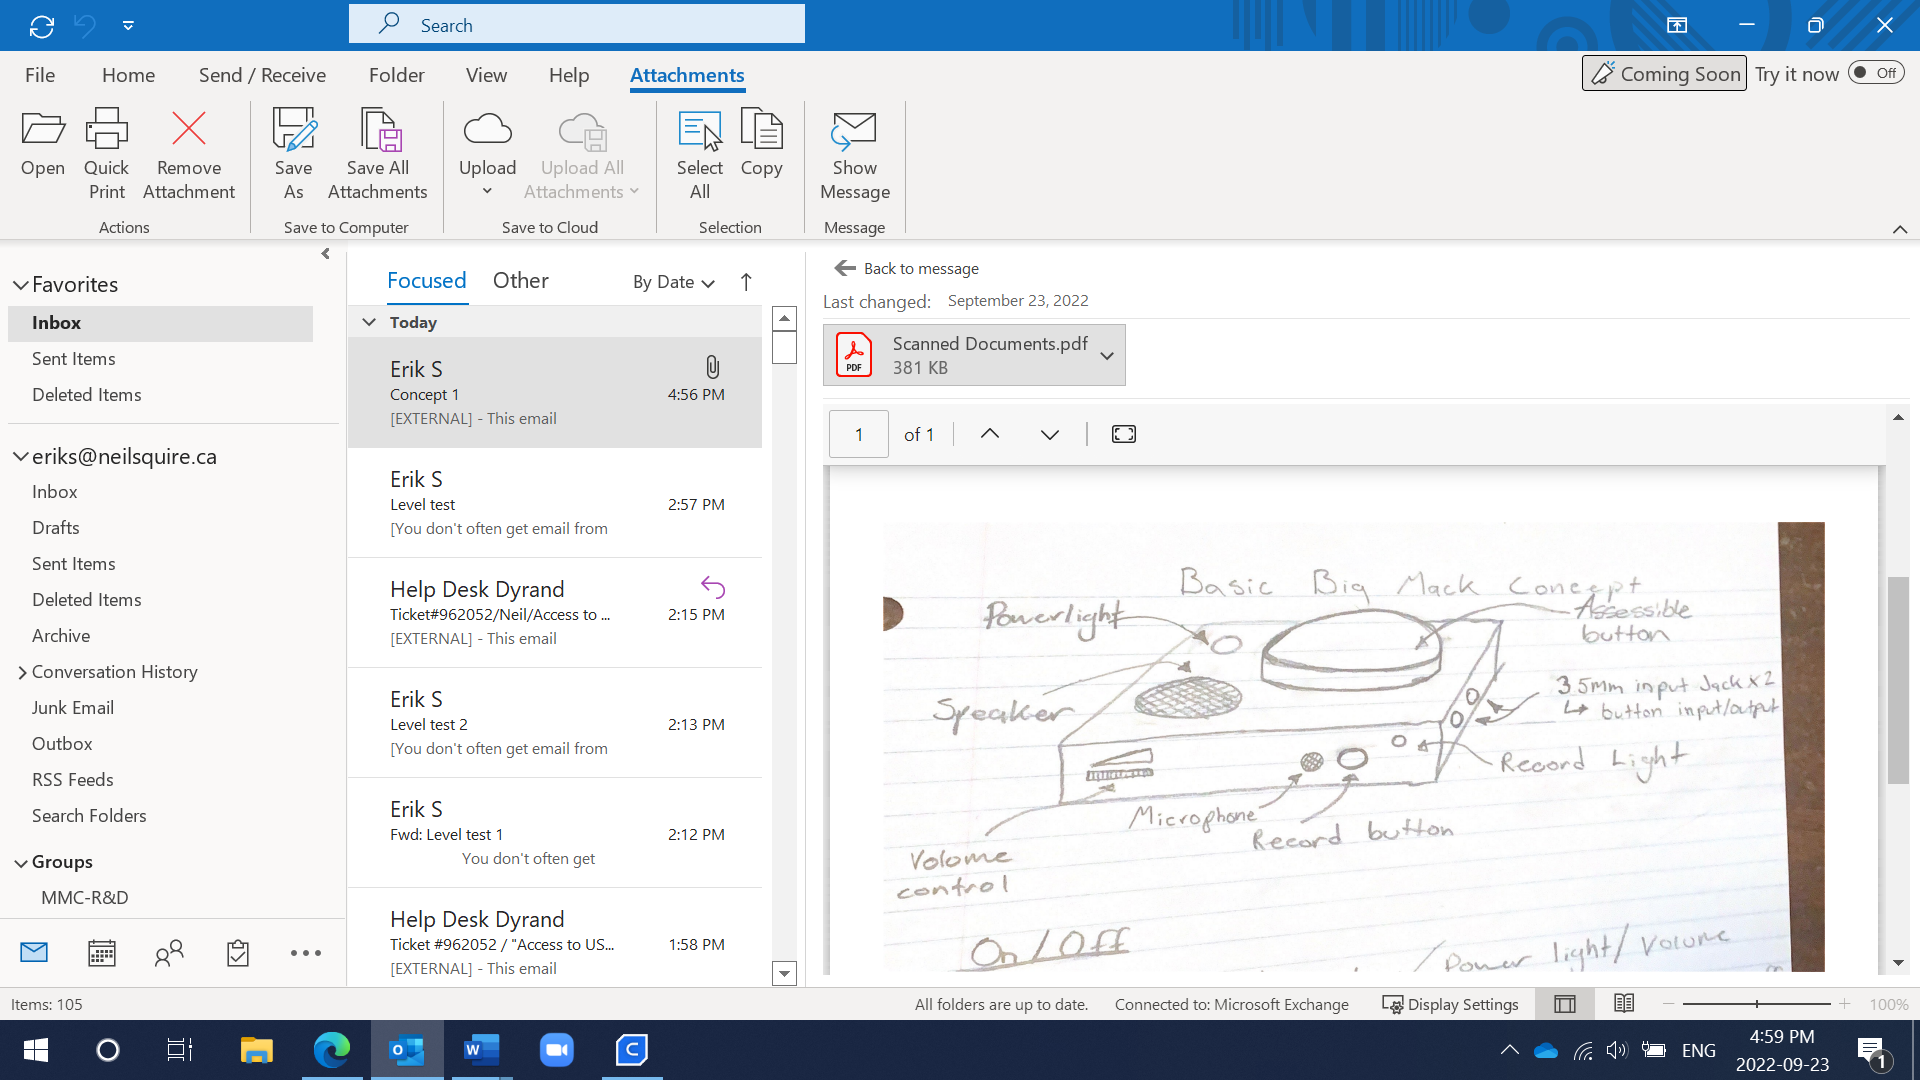 Search
File Home Send / Receive Folder View Help Attachments
Coming Soon Try it now Off
Open
Quick Print
Remove Attachment
Save As
Save All Attachments
Upload
Upload All Attachments
Select All
Copy
Show Message
Actions
Save to Computer
Save to Cloud
Selection
Message
Favorites
Inbox
Sent Items
Deleted Items
eriks@neilsquire.ca
Inbox
Drafts
Sent Items
Deleted Items
Archive
Conversation History
Junk Email
Outbox
RSS Feeds
Search Folders
Groups
MMC-R&D
Focused Other By Date
Today
Erik S
Concept 1 4:56 PM
[EXTERNAL] - This email
Erik S
Level test 2:57 PM
[You don't often get email from
Help Desk Dyrand
Ticket#962052/Neil/Access to ... 2:15 PM
[EXTERNAL] - This email
Erik S
Level test 2 2:13 PM
[You don't often get email from
Erik S
Fwd: Level test 1 2:12 PM
You don't often get
Help Desk Dyrand
Ticket #962052 / "Access to US... 1:58 PM
[EXTERNAL] - This email
Back to message
Last changed: September 23, 2022
Scanned Documents.pdf
381 KB
PDF
1 of 1
Basic Big Mack Concept
Powerlight
Assessible
button
Speaker
3.5mm input Jack x2
↳ button input/output
Record Light
Microphone
Record button
Volume
control
On/Off
/Power light/Volume
Items: 105
All folders are up to date. Connected to: Microsoft Exchange Display Settings 100%
4:59 PM
ENG
2022-09-23
1